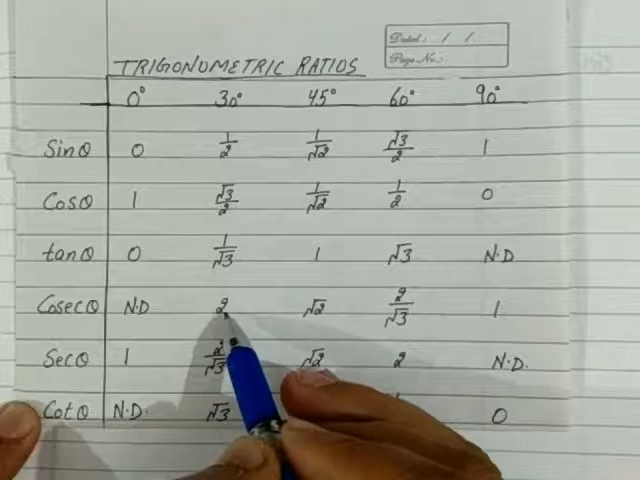 Dated: / /
Page No:
TRIGONOMETRIC RATIOS
0° 30° 45° 60° 90°
Sinθ 0 1/2 1/√2 √3/2 1
Cosθ 1 √3/2 1/√2 1/2 0
tanθ 0 1/√3 1 √3 N.D
Cosecθ N.D 2 √2 2/√3 1
Secθ 1 2/√3 √2 2 N.D.
Cotθ N.D. √3 0